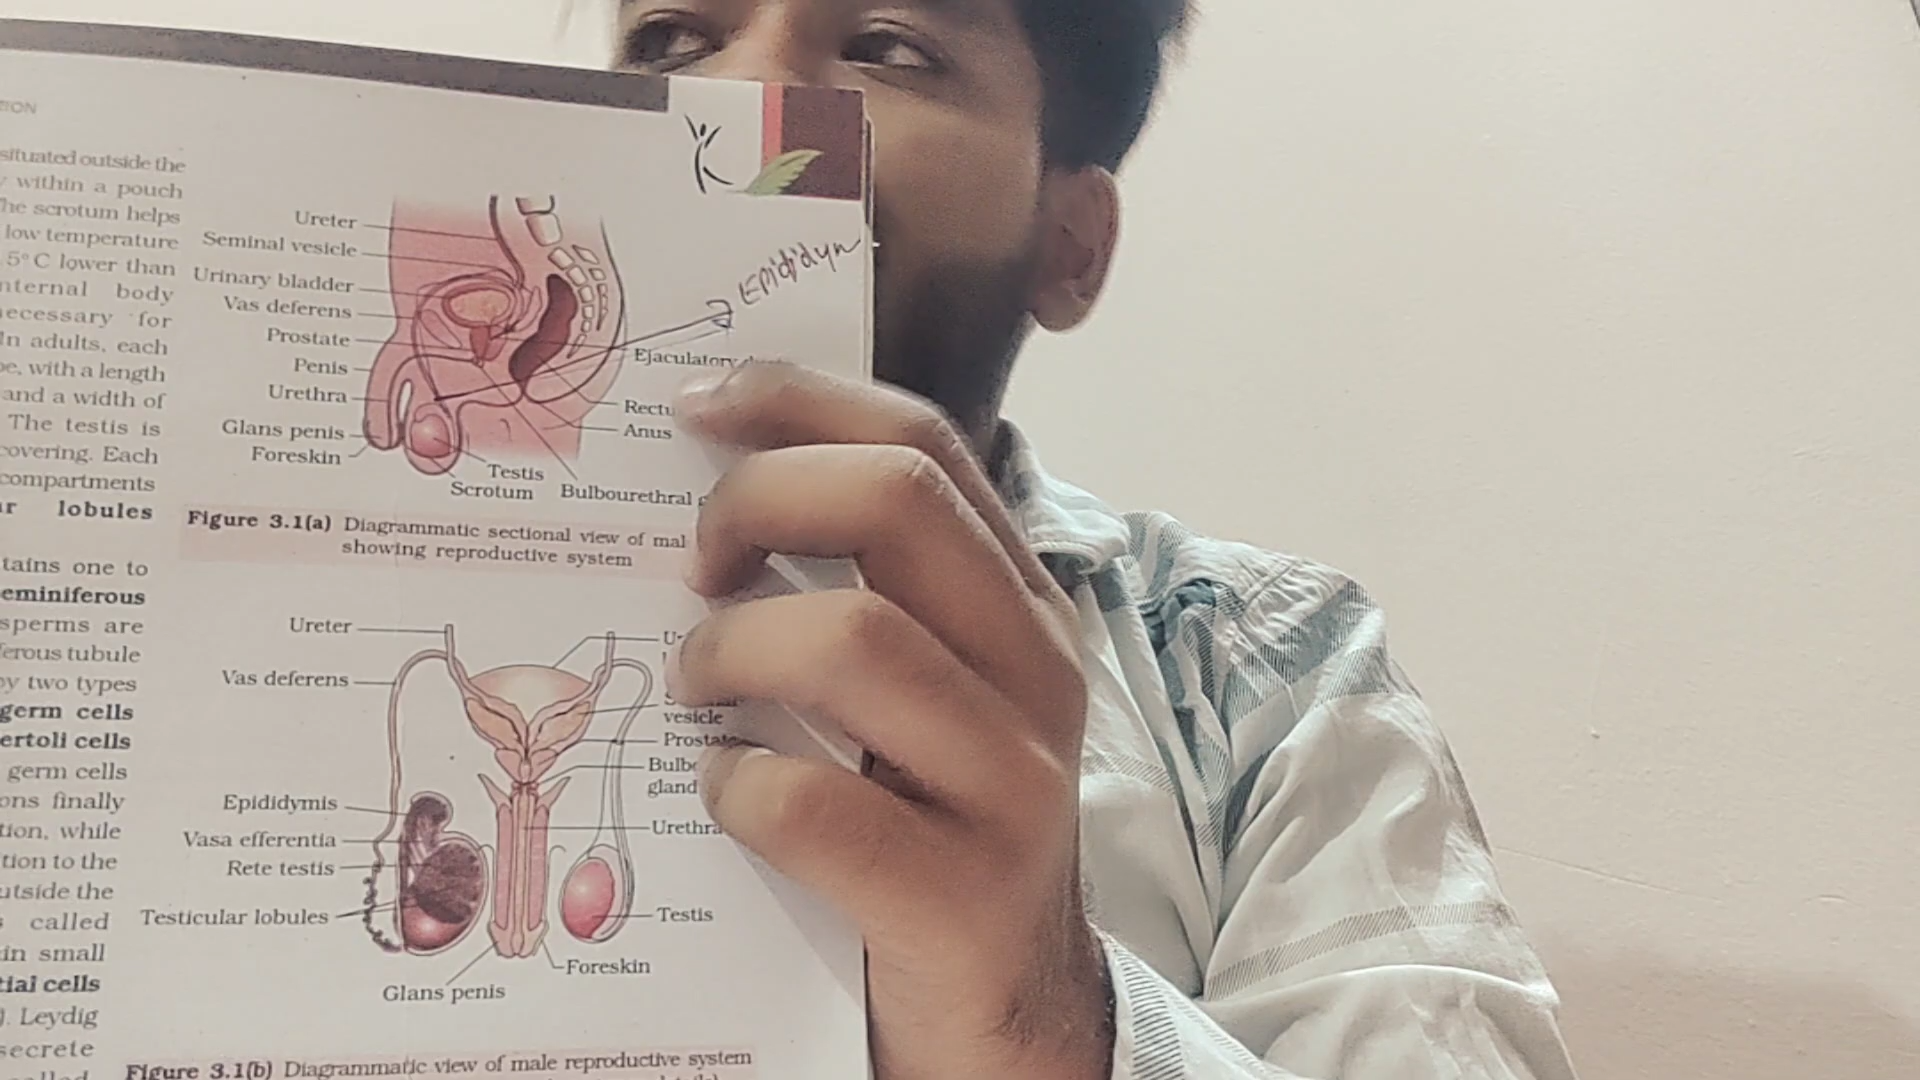 situated outside the
within a pouch
he scrotum helps
low temperature
5°C lower than
nternal body
ecessary for
In adults, each
pe, with a length
and a width of
The testis is
covering. Each
compartments
r lobules
tains one to
eminiferous
sperms are
ferous tubule
by two types
germ cells
ertoli cells
germ cells
ons finally
tion, while
tion to the
utside the
called
in small
tial cells
). Leydig
secrete
Ureter
Seminal vesicle
Urinary bladder
Vas deferens
Prostate
Penis
Urethra
Glans penis
Foreskin
Epididym
Ejaculatory
Rectu
Anus
Testis
Scrotum
Bulbourethral
Figure 3.1(a) Diagrammatic sectional view of mal
showing reproductive system
Ureter
Vas deferens
Epididymis
Vasa efferentia
Rete testis
Testicular lobules
Glans penis
vesicle
Prostate
Bulbo
gland
Urethra
Testis
Foreskin
Figure 3.1(b) Diagrammatic view of male reproductive system